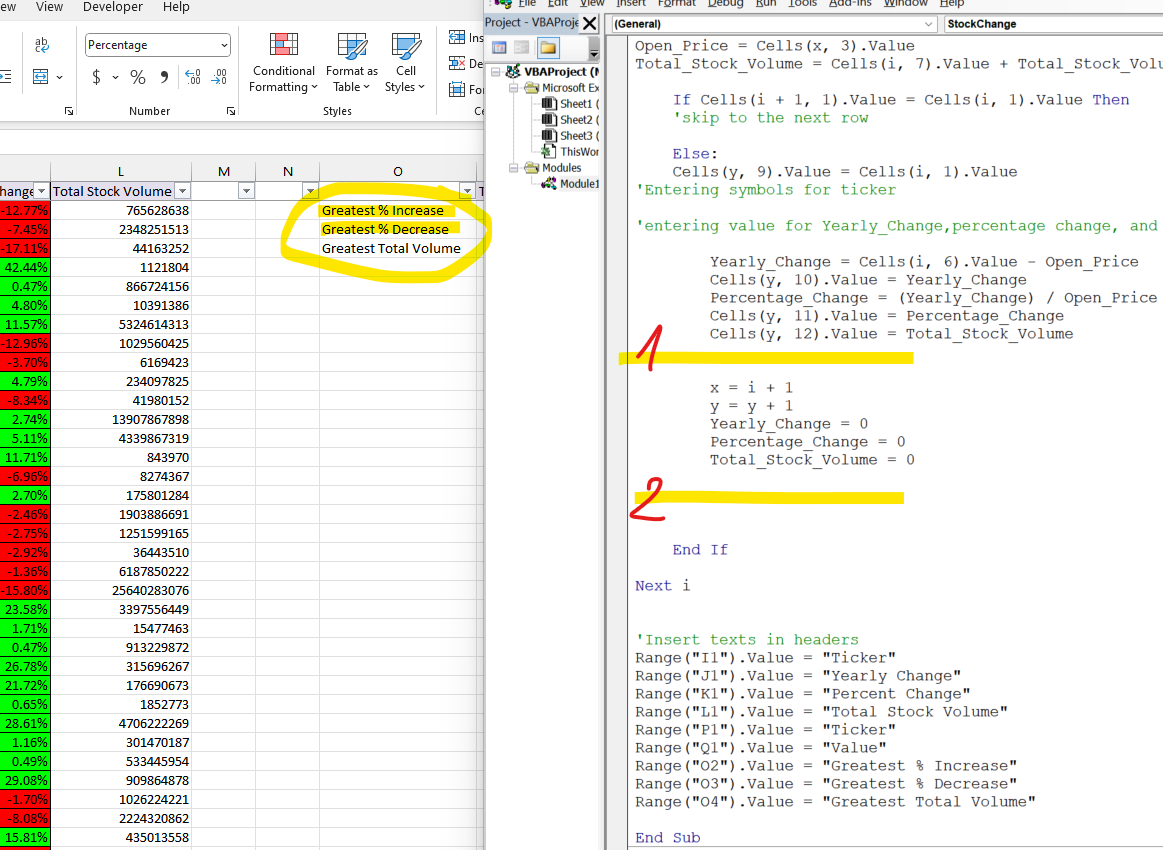 ew View Developer Help
Percentage
$ % 9 .00
Conditional Formatting
Format as Table
Cell Styles
Ins
De
For
Number
Styles
Ce
L M N O
hange Total Stock Volume
-12.77% 765628638 Greatest % Increase
-7.45% 2348251513 Greatest % Decrease
-17.11% 44163252 Greatest Total Volume
42.44% 1121804
0.47% 866724156
4.80% 10391386
11.57% 5324614313
-12.96% 1029560425
-3.70% 6169423
4.79% 234097825
-8.34% 41980152
2.74% 13907867898
5.11% 4339867319
11.71% 843970
-6.96% 8274367
2.70% 175801284
-2.46% 1903886691
-2.75% 1251599165
-2.92% 36443510
-1.36% 6187850222
-15.80% 25640283076
23.58% 3397556449
1.71% 15477463
0.47% 913229872
26.78% 315696267
21.72% 176690673
0.65% 1852773
28.61% 4706222269
1.16% 301470187
0.49% 533445954
29.08% 909864878
-1.70% 1026224221
-8.08% 2224320862
15.81% 435013558
File Edit View Insert Format Debug Run Tools Add-Ins Window Help
Project - VBAProje
VBAProject (M
Microsoft Ex
Sheet1 (
Sheet2 (
Sheet3 (
ThisWor
Modules
Module1
(General)
StockChange
Open_Price = Cells(x, 3).Value
Total_Stock_Volume = Cells(i, 7).Value + Total_Stock_Volu
If Cells(i + 1, 1).Value = Cells(i, 1).Value Then
'skip to the next row
Else:
Cells(y, 9).Value = Cells(i, 1).Value
'Entering symbols for ticker
'entering value for Yearly_Change,percentage change, and
Yearly_Change = Cells(i, 6).Value - Open_Price
Cells(y, 10).Value = Yearly_Change
Percentage_Change = (Yearly_Change) / Open_Price
Cells(y, 11).Value = Percentage_Change
Cells(y, 12).Value = Total_Stock_Volume
1
x = i + 1
y = y + 1
Yearly_Change = 0
Percentage_Change = 0
Total_Stock_Volume = 0
2
End If
Next i
'Insert texts in headers
Range("I1").Value = "Ticker"
Range("J1").Value = "Yearly Change"
Range("K1").Value = "Percent Change"
Range("L1").Value = "Total Stock Volume"
Range("P1").Value = "Ticker"
Range("Q1").Value = "Value"
Range("O2").Value = "Greatest % Increase"
Range("O3").Value = "Greatest % Decrease"
Range("O4").Value = "Greatest Total Volume"
End Sub